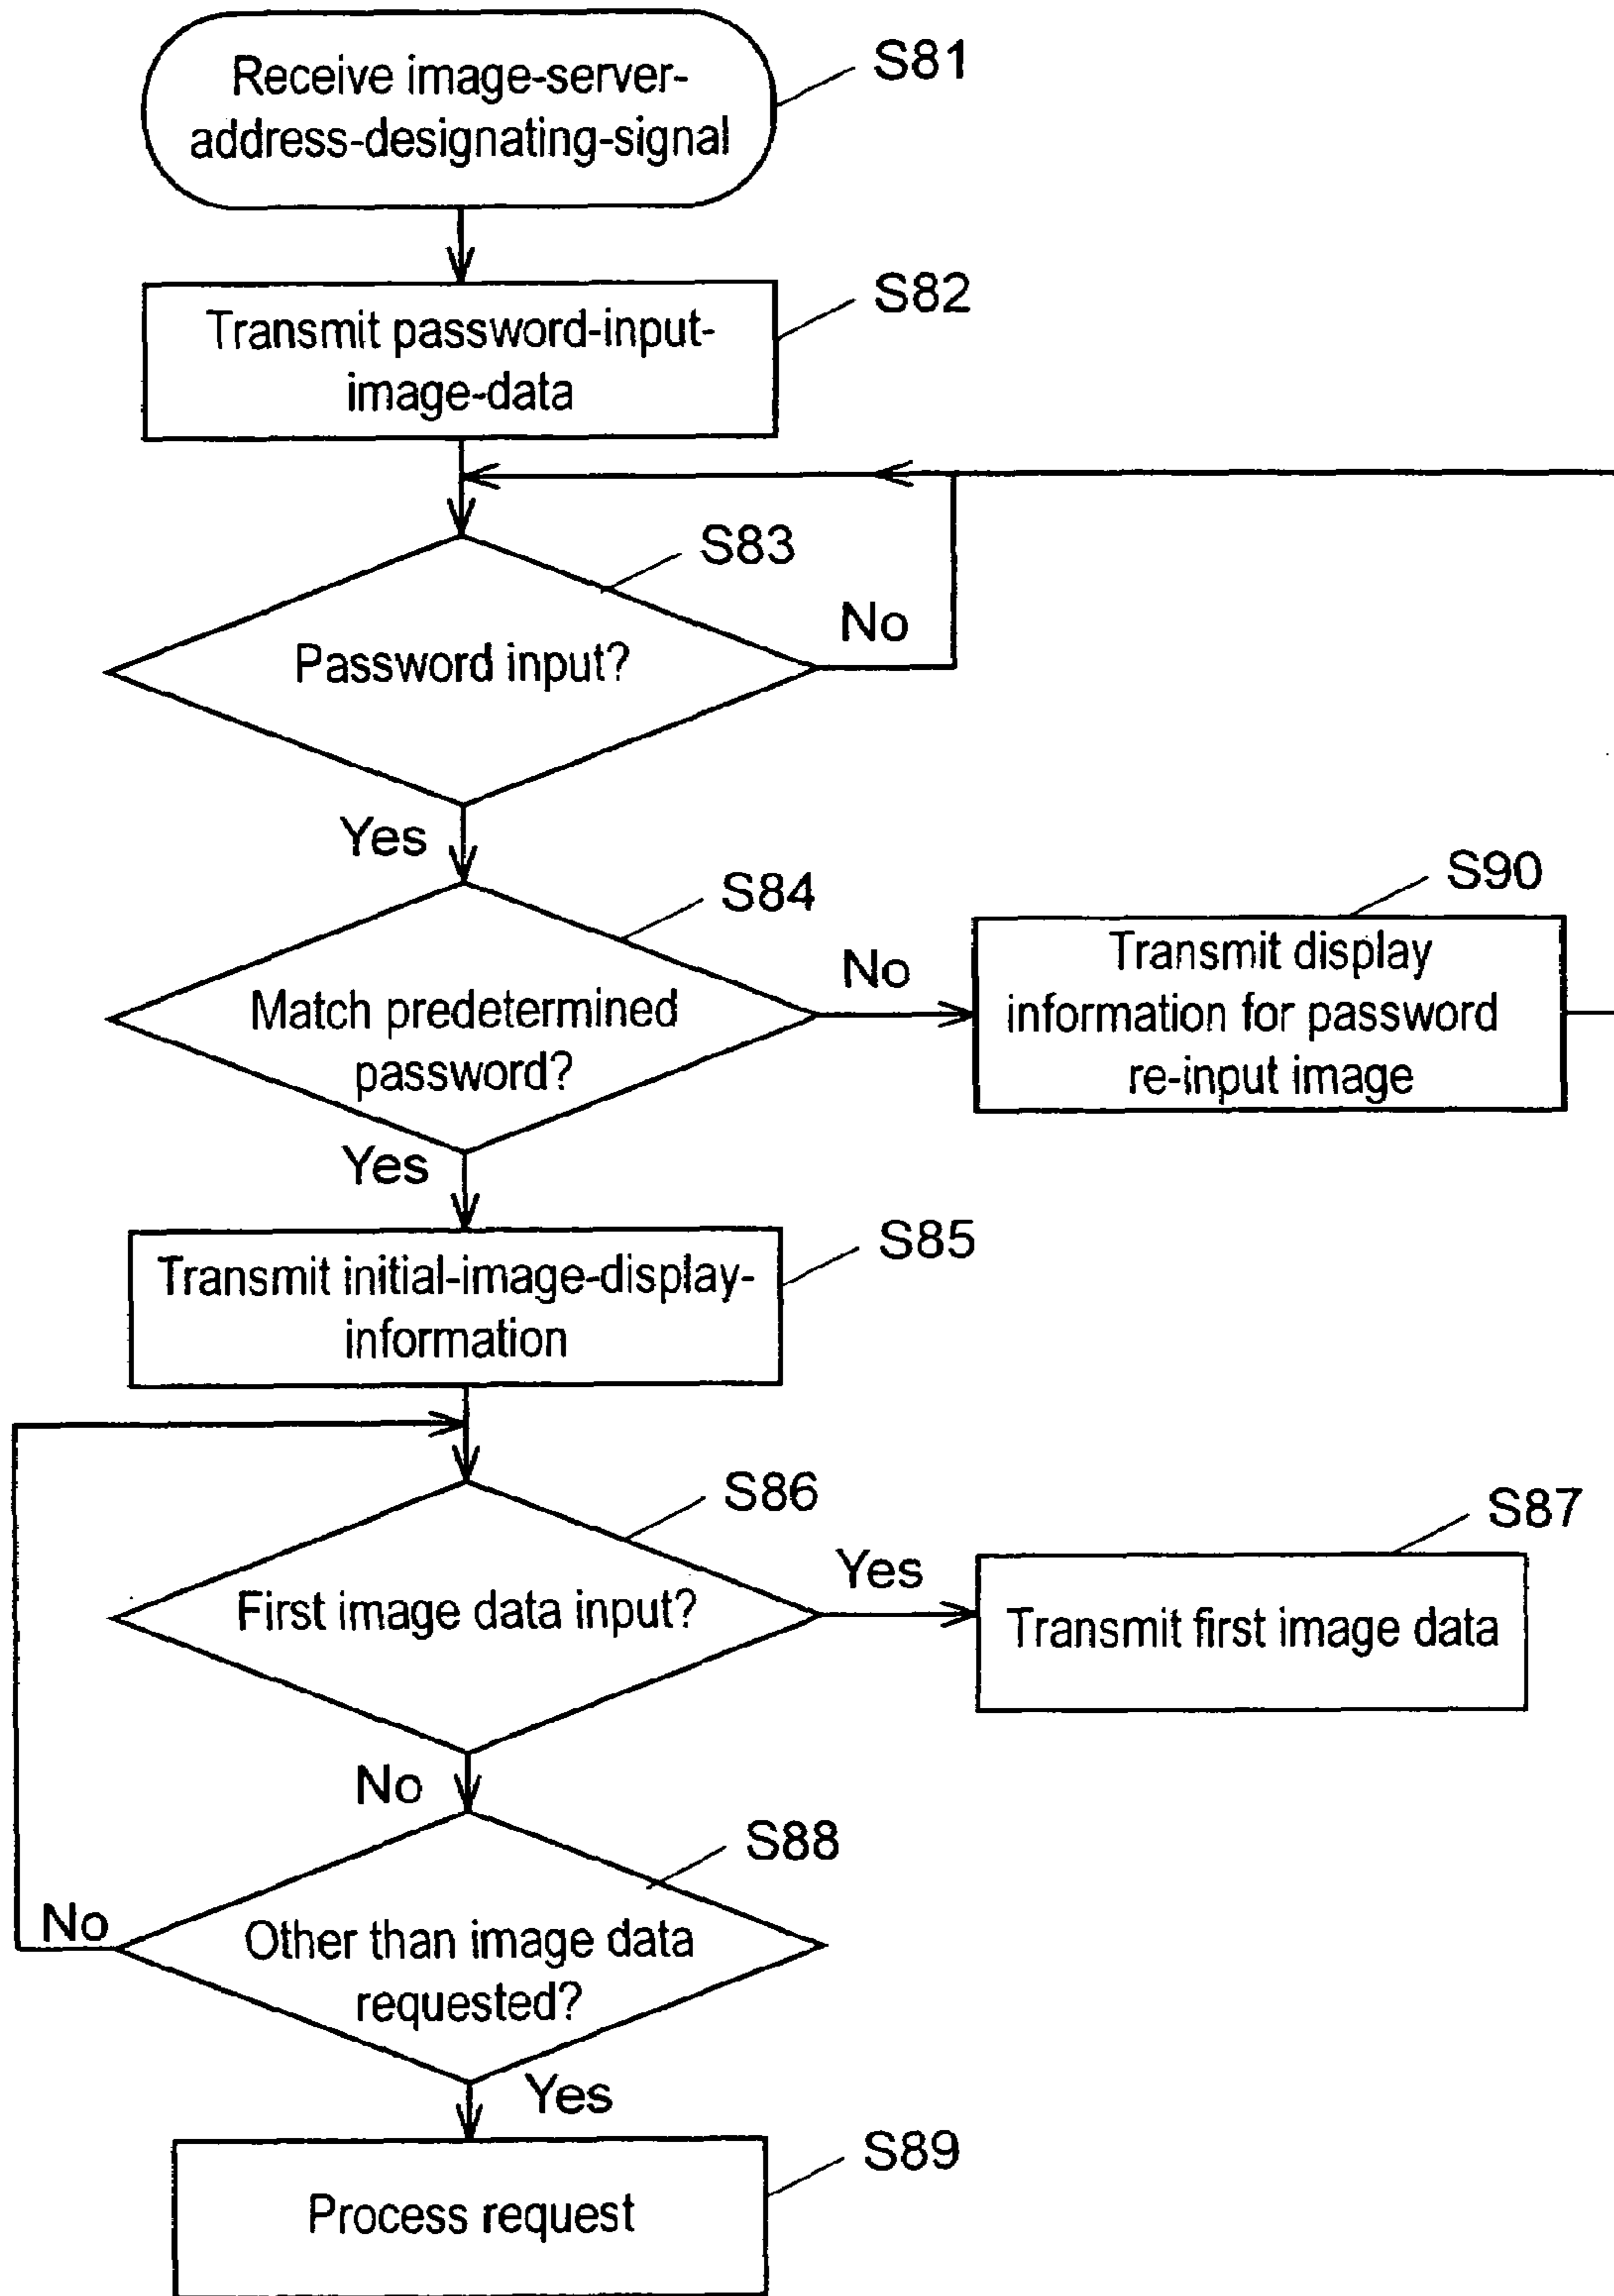 Receive image-server-
address-designating-signal
S81
Transmit password-input-
image-data
S82
S83
Password input?
No
Yes
S84
Match predetermined
password?
No
S90
Transmit display
information for password
re-input image
Yes
S85
Transmit initial-image-display-
information
S86
First image data input?
Yes
S87
Transmit first image data
No
S88
Other than image data
requested?
No
Yes
S89
Process request